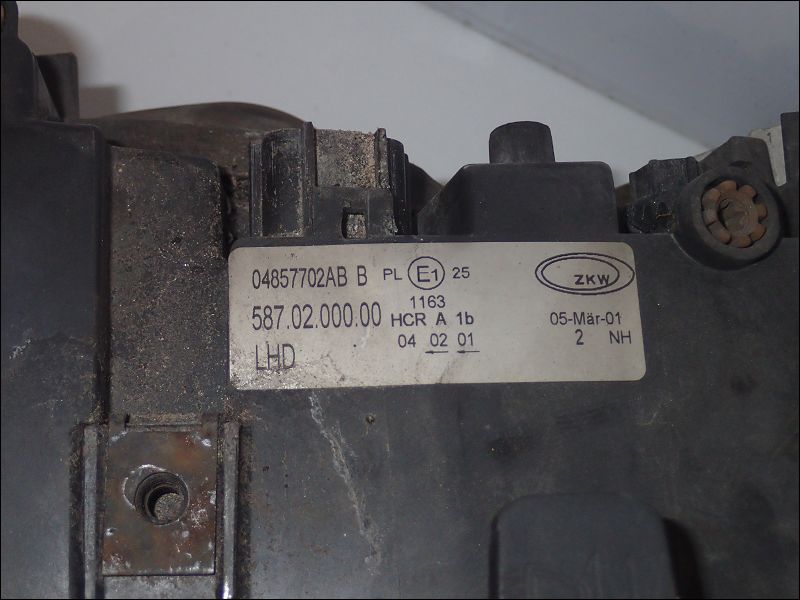 04857702AB B PL E1 25
ZKW
587.02.000.00
1163
HCR A 1b
05-Mär-01
LHD
04 02 01
2 NH